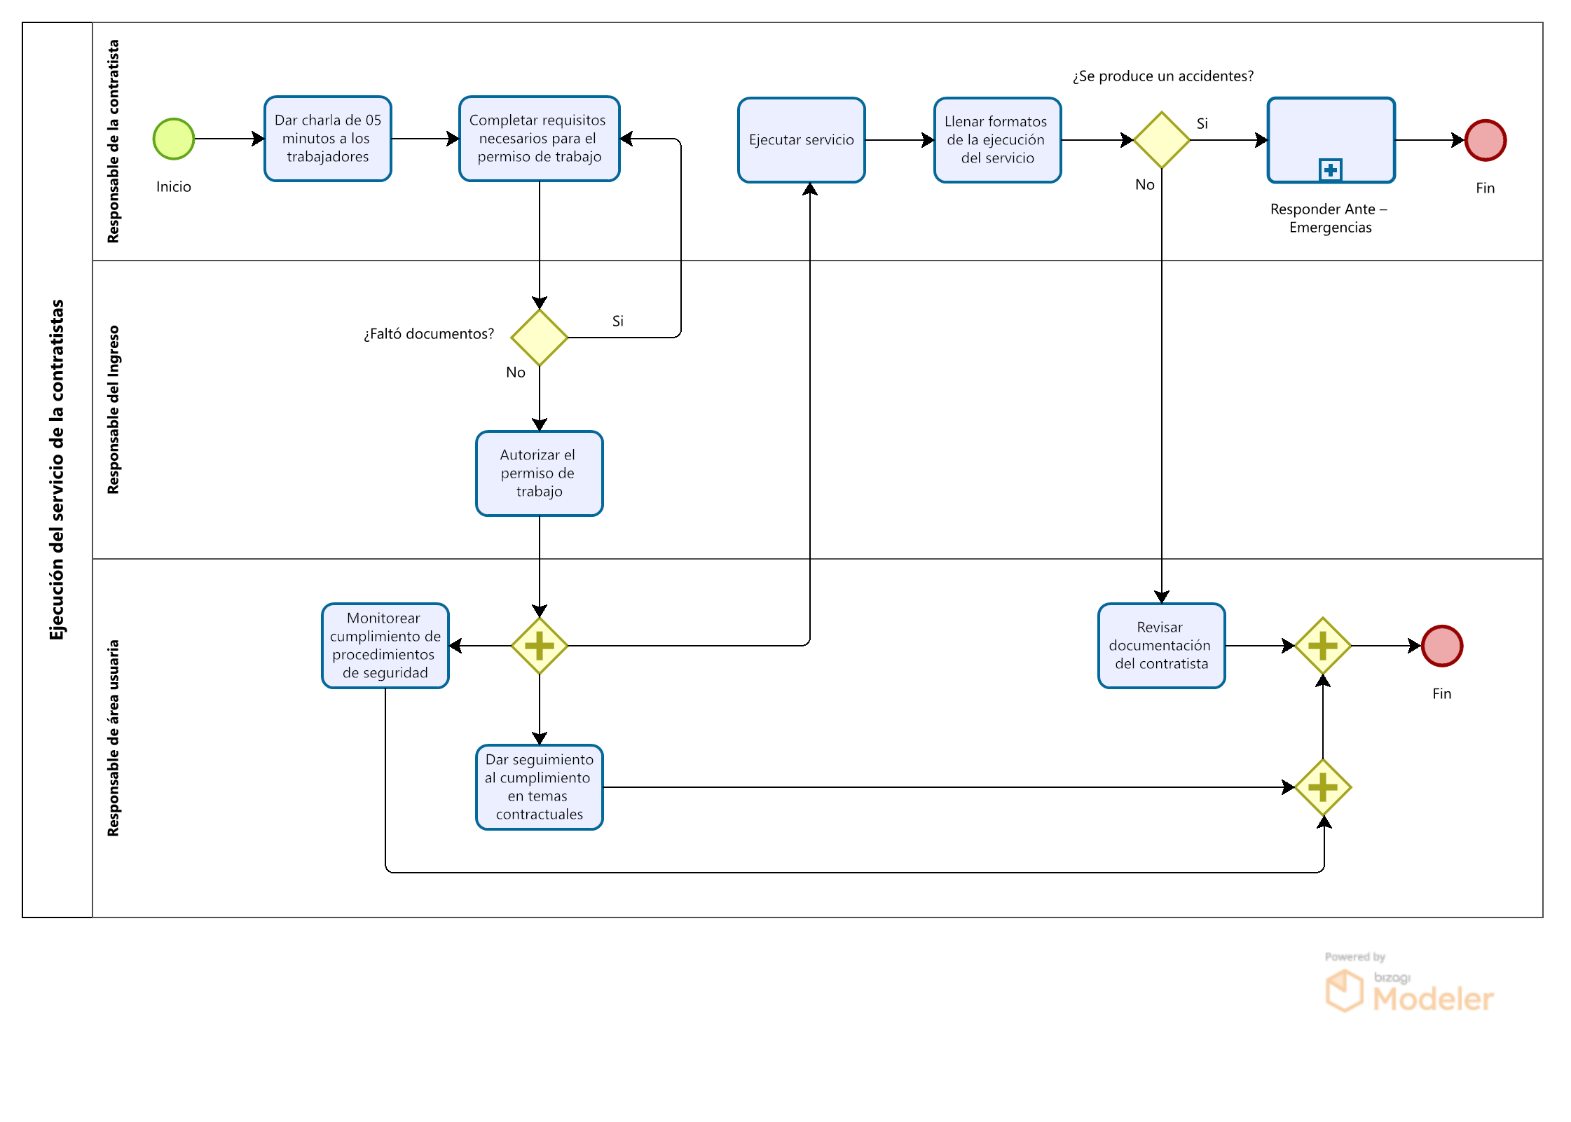 Ejecución del servicio de la contratistas
Responsable de la contratista
Inicio
Dar charla de 05
minutos a los
trabajadores
Completar requisitos
necesarios para el
permiso de trabajo
Ejecutar servicio
Llenar formatos
de la ejecución
del servicio
¿Se produce un accidentes?
Si
No
Responder Ante –
Emergencias
Fin
Responsable del Ingreso
¿Faltó documentos?
Si
No
Autorizar el
permiso de
trabajo
Responsable de área usuaria
Monitorear
cumplimiento de
procedimientos
de seguridad
Dar seguimiento
al cumplimiento
en temas
contractuales
Revisar
documentación
del contratista
Fin
Powered by
bizagi
Modeler